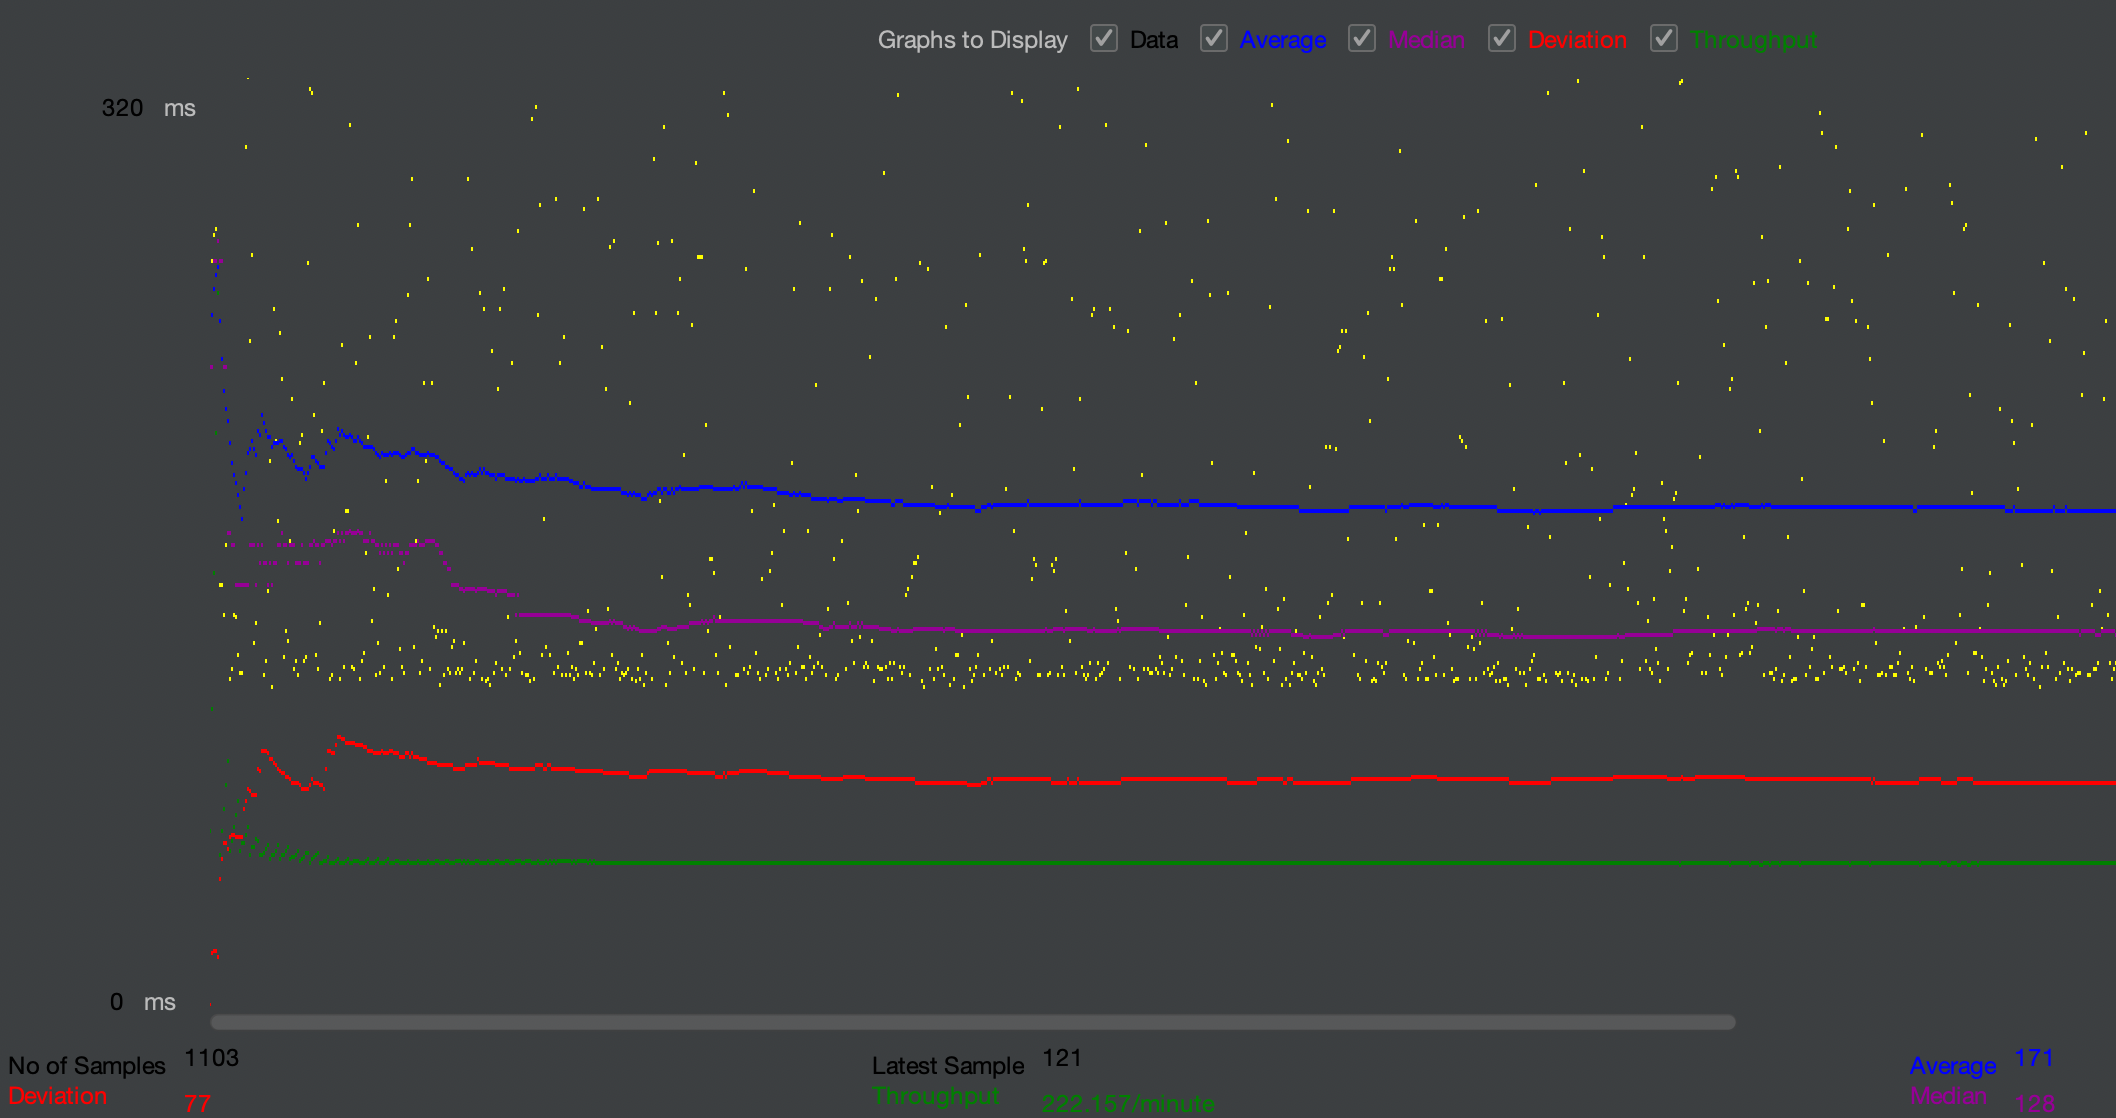 Graphs to Display Data Average Median Deviation Throughput
320 ms
0 ms
No of Samples 1103 Latest Sample 121 Average 171
Deviation 77 Throughput 222.157/minute Median 128